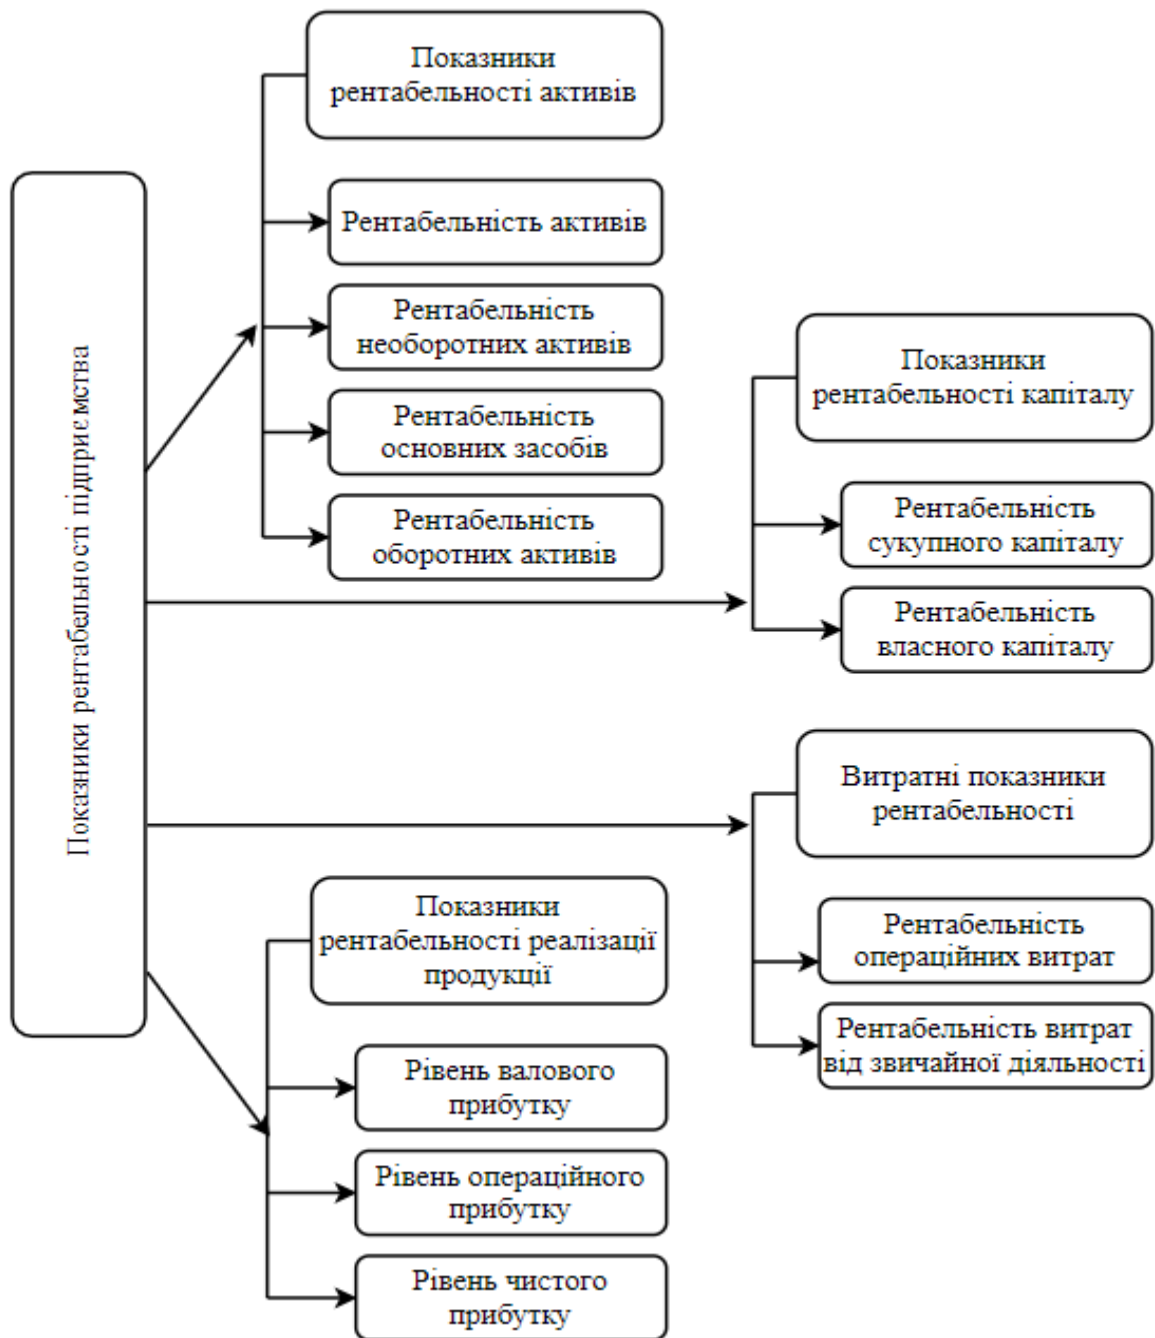 Показники рентабельності підприємства
Показники
рентабельності активів
Рентабельність активів
Рентабельність
необоротних активів
Рентабельність
основних засобів
Рентабельність
оборотних активів
Показники
рентабельності капіталу
Рентабельність
сукупного капіталу
Рентабельність
власного капіталу
Витратні показники
рентабельності
Рентабельність
операційних витрат
Рентабельність витрат
від звичайної діяльності
Показники
рентабельності реалізації
продукції
Рівень валового
прибутку
Рівень операційного
прибутку
Рівень чистого
прибутку